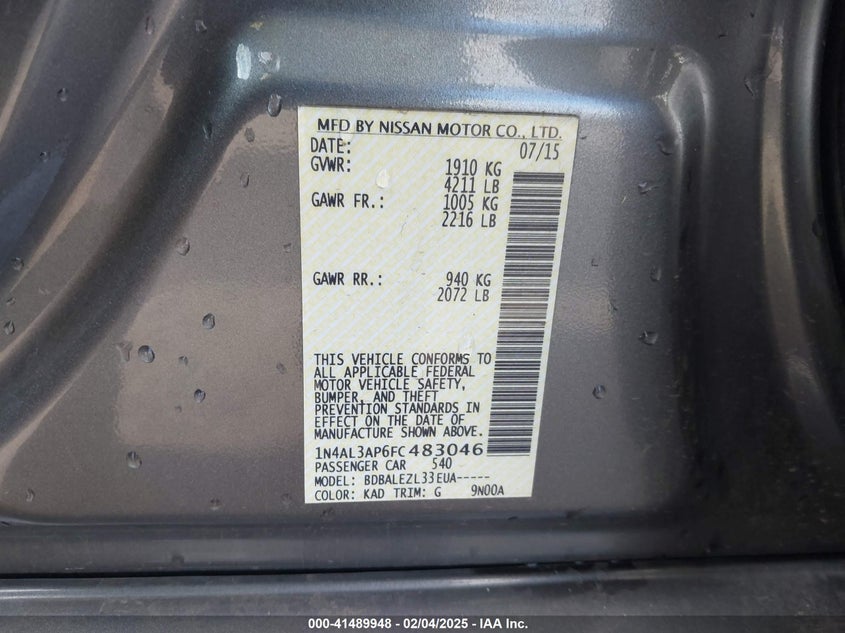 MFD BY NISSAN MOTOR CO., LTD.
DATE: 07/15
GVWR: 1910 KG
4211 LB
GAWR FR.: 1005 KG
2216 LB
GAWR RR.: 940 KG
2072 LB
THIS VEHICLE CONFORMS TO
ALL APPLICABLE FEDERAL
MOTOR VEHICLE SAFETY,
BUMPER, AND THEFT
PREVENTION STANDARDS IN
EFFECT ON THE DATE OF
MANUFACTURE SHOWN ABOVE.
1N4AL3AP6FC483046
PASSENGER CAR 540
MODEL: BDBALEZL33EUA-----
COLOR: KAD TRIM: G 9N00A
000-41489948 - 02/04/2025 - IAA Inc.